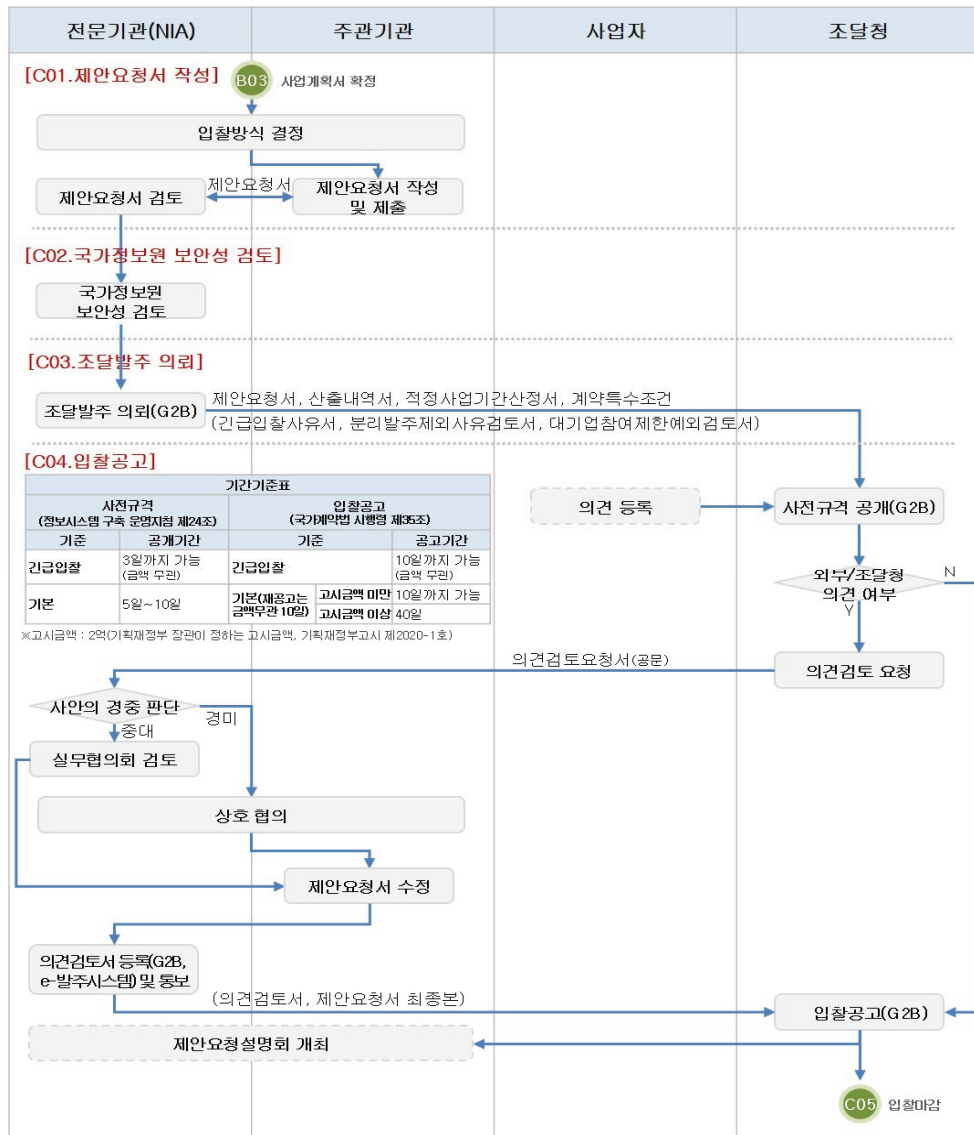 전문기관(NIA)
주관기관
사업자
조달청
[C01.제안요청서 작성]
B03
사업계획서 확정
입찰방식 결정
제안요청서 검토
제안요청서
제안요청서 작성
및 제출
[C02.국가정보원 보안성 검토]
국가정보원
보안성 검토
[C03.조달발주 의뢰]
조달발주 의뢰(G2B)
제안요청서, 산출내역서, 적정사업기간산정서, 계약특수조건
(긴급입찰사유서, 분리발주제외사유검토서, 대기업참여제한예외검토서)
[C04.입찰공고]
기간기준표
사전규격
(정보시스템 구축 운영지침 제24조)
입찰공고
(국가계약법 시행령 제35조)
기준
공개기간
기준
공고기간
긴급입찰
3일까지 가능
(금액 무관)
긴급입찰
10일까지 가능
(금액 무관)
기본
5일~10일
기본(재공고는
금액무관 10일)
고시금액 미만
10일까지 가능
고시금액 이상
40일
※고시금액 : 2억(기획재정부 장관이 정하는 고시금액, 기획재정부고시 제2020-1호)
의견 등록
사전규격 공개(G2B)
외부/조달청
의견 여부
N
Y
의견검토요청서(공문)
의견검토 요청
사안의 경중 판단
경미
중대
실무협의회 검토
상호 협의
제안요청서 수정
의견검토서 등록(G2B,
e-발주시스템) 및 통보
(의견검토서, 제안요청서 최종본)
입찰공고(G2B)
제안요청설명회 개최
C05
입찰마감